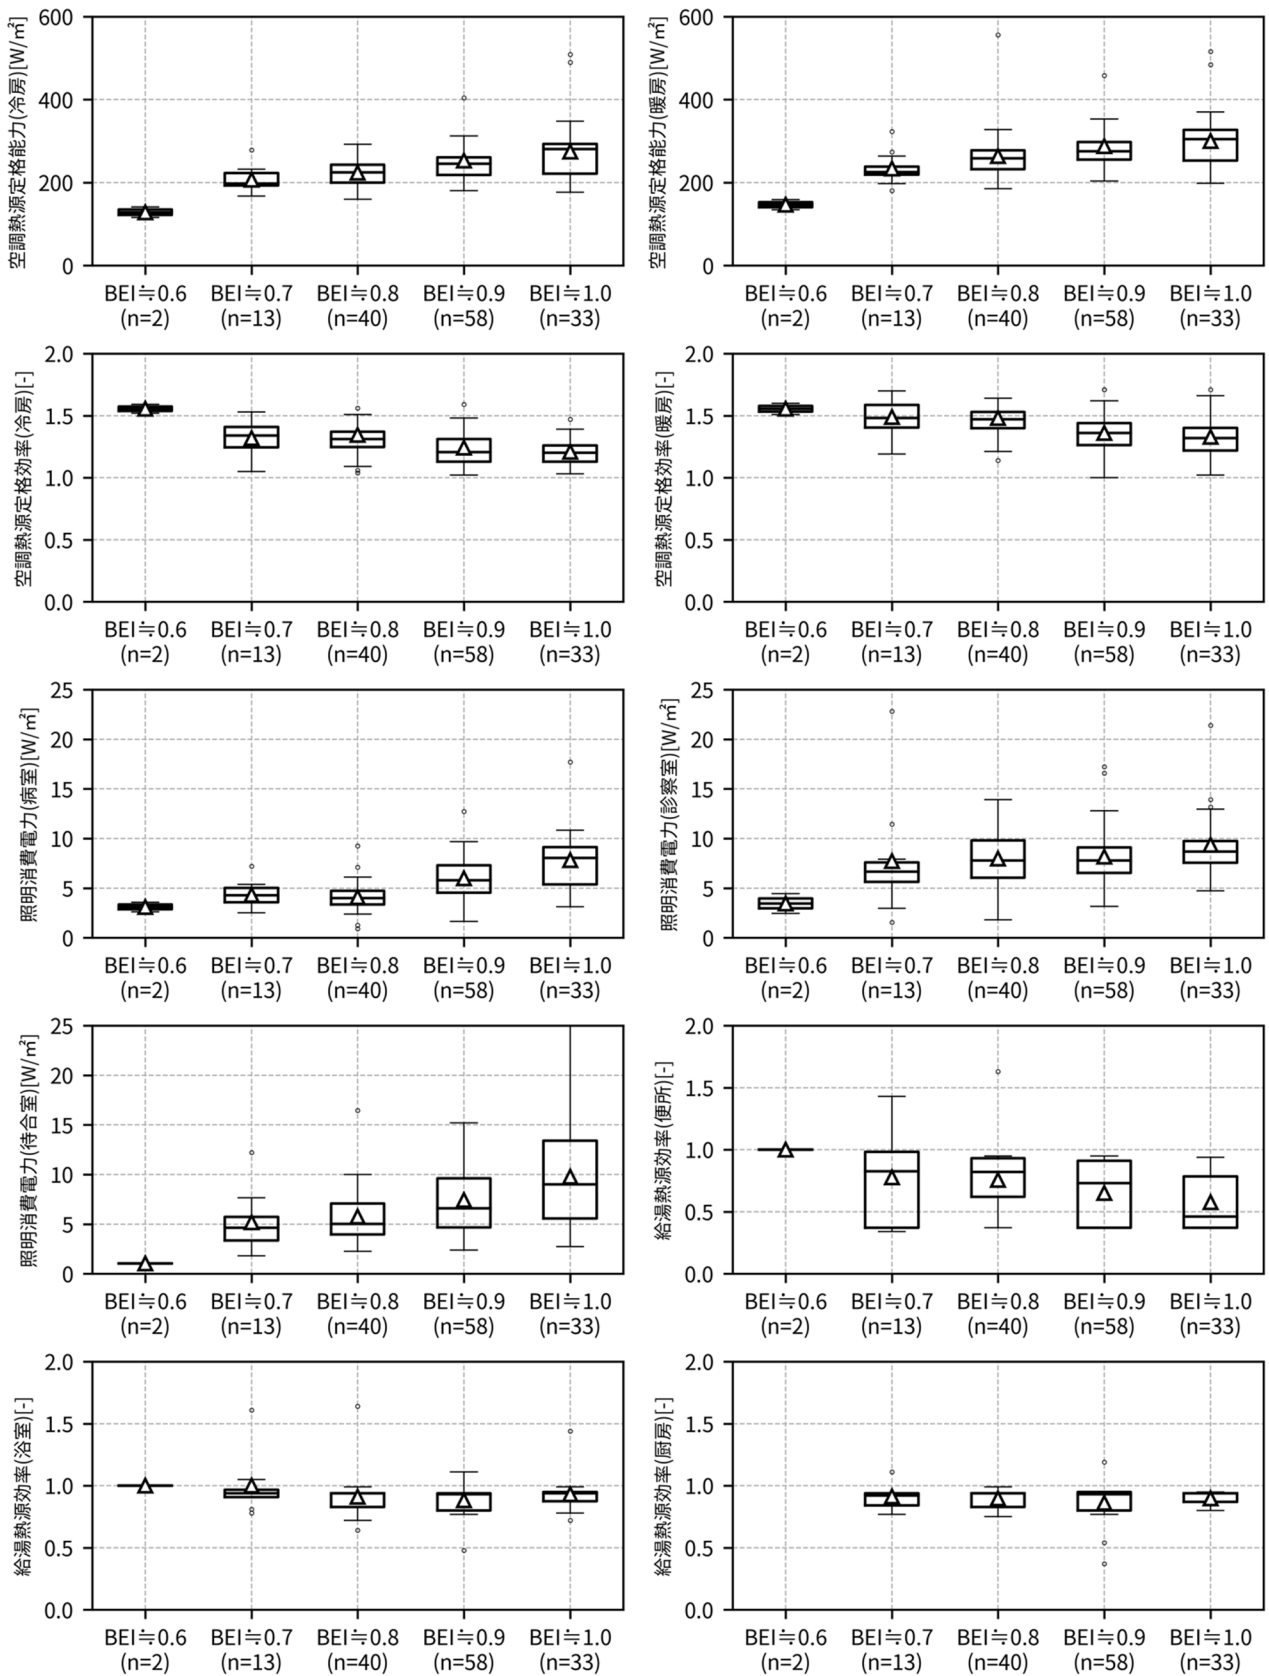 空調熱源定格能力(冷房)[W/㎡]
600
400
200
0
BEI≒0.6 BEI≒0.7 BEI≒0.8 BEI≒0.9 BEI≒1.0
(n=2) (n=13) (n=40) (n=58) (n=33)
空調熱源定格能力(暖房)[W/㎡]
600
400
200
0
BEI≒0.6 BEI≒0.7 BEI≒0.8 BEI≒0.9 BEI≒1.0
(n=2) (n=13) (n=40) (n=58) (n=33)
空調熱源定格効率(冷房)[-]
2.0
1.5
1.0
0.5
0.0
BEI≒0.6 BEI≒0.7 BEI≒0.8 BEI≒0.9 BEI≒1.0
(n=2) (n=13) (n=40) (n=58) (n=33)
空調熱源定格効率(暖房)[-]
2.0
1.5
1.0
0.5
0.0
BEI≒0.6 BEI≒0.7 BEI≒0.8 BEI≒0.9 BEI≒1.0
(n=2) (n=13) (n=40) (n=58) (n=33)
照明消費電力(病室)[W/㎡]
25
20
15
10
5
0
BEI≒0.6 BEI≒0.7 BEI≒0.8 BEI≒0.9 BEI≒1.0
(n=2) (n=13) (n=40) (n=58) (n=33)
照明消費電力(診察室)[W/㎡]
25
20
15
10
5
0
BEI≒0.6 BEI≒0.7 BEI≒0.8 BEI≒0.9 BEI≒1.0
(n=2) (n=13) (n=40) (n=58) (n=33)
照明消費電力(待合室)[W/㎡]
25
20
15
10
5
0
BEI≒0.6 BEI≒0.7 BEI≒0.8 BEI≒0.9 BEI≒1.0
(n=2) (n=13) (n=40) (n=58) (n=33)
給湯熱源効率(便所)[-]
2.0
1.5
1.0
0.5
0.0
BEI≒0.6 BEI≒0.7 BEI≒0.8 BEI≒0.9 BEI≒1.0
(n=2) (n=13) (n=40) (n=58) (n=33)
給湯熱源効率(浴室)[-]
2.0
1.5
1.0
0.5
0.0
BEI≒0.6 BEI≒0.7 BEI≒0.8 BEI≒0.9 BEI≒1.0
(n=2) (n=13) (n=40) (n=58) (n=33)
給湯熱源効率(厨房)[-]
2.0
1.5
1.0
0.5
0.0
BEI≒0.6 BEI≒0.7 BEI≒0.8 BEI≒0.9 BEI≒1.0
(n=2) (n=13) (n=40) (n=58) (n=33)